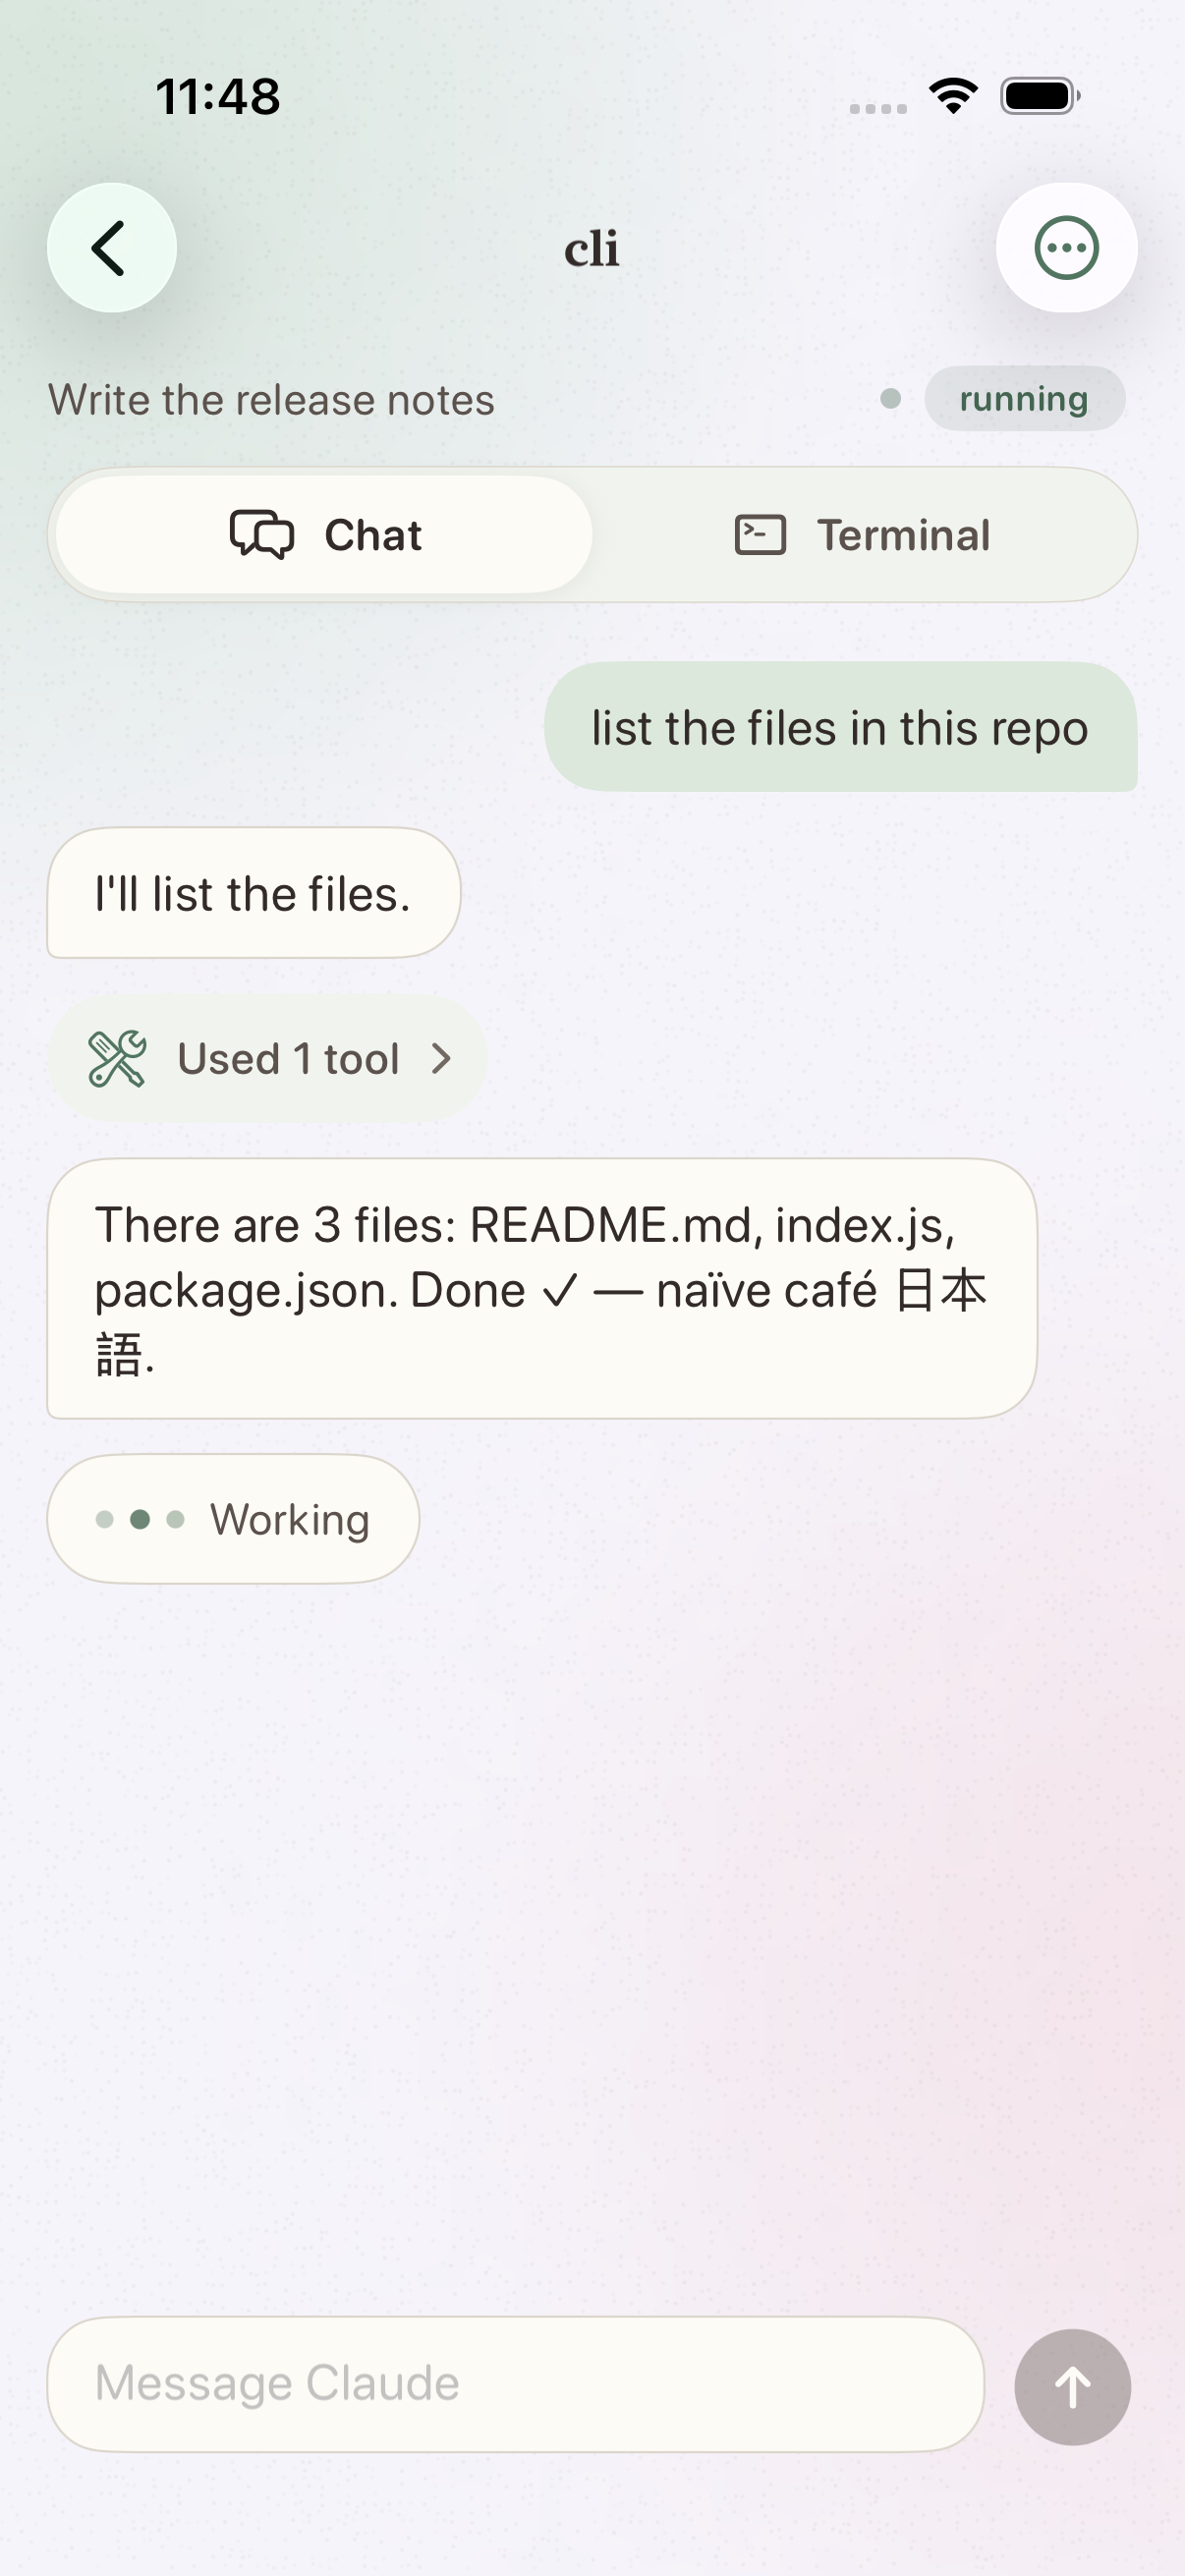 11:48
cli
Write the release notes
running
Chat
Terminal
list the files in this repo
I'll list the files.
Used 1 tool
There are 3 files: README.md, index.js,
package.json. Done ✓ — naïve café 日本
語.
Working
Message Claude